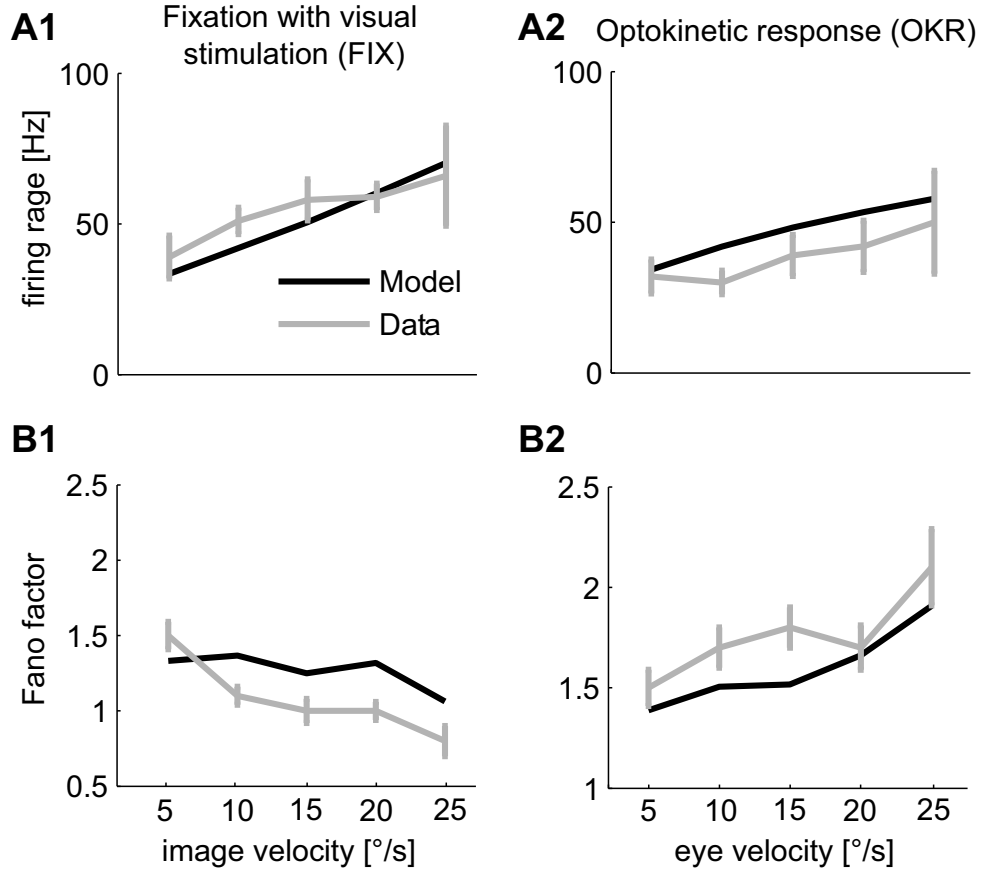 A1
Fixation with visual
stimulation (FIX)
A2
Optokinetic response (OKR)
100
50
0
firing rage [Hz]
Model
Data
100
50
0
B1
2.5
2
1.5
1
0.5
Fano factor
5 10 15 20 25
image velocity [°/s]
B2
2.5
2
1.5
1
5 10 15 20 25
eye velocity [°/s]